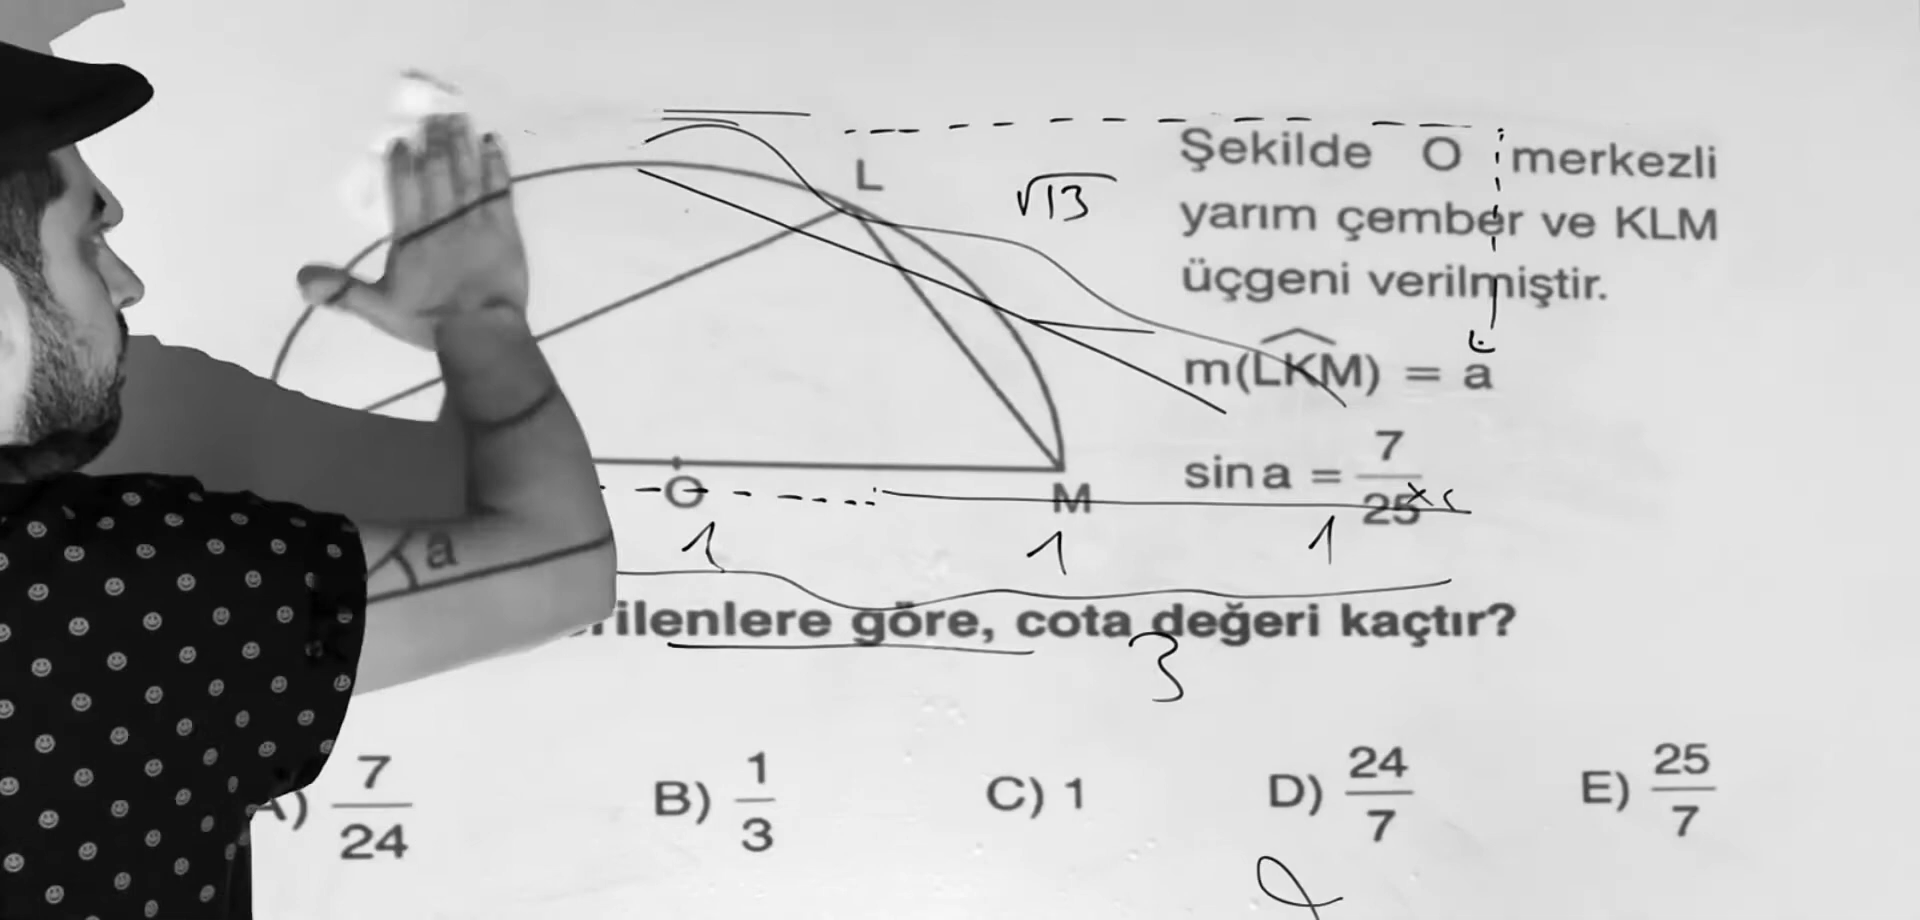 L
√13
Şekilde O merkezli
yarım çember ve KLM
üçgeni verilmiştir.
m(LKM) = a
sin a = 7/25
O
M
a
1 1 1
ilenlere göre, cota değeri kaçtır?
3
A) 7/24 B) 1/3 C) 1 D) 24/7 E) 25/7